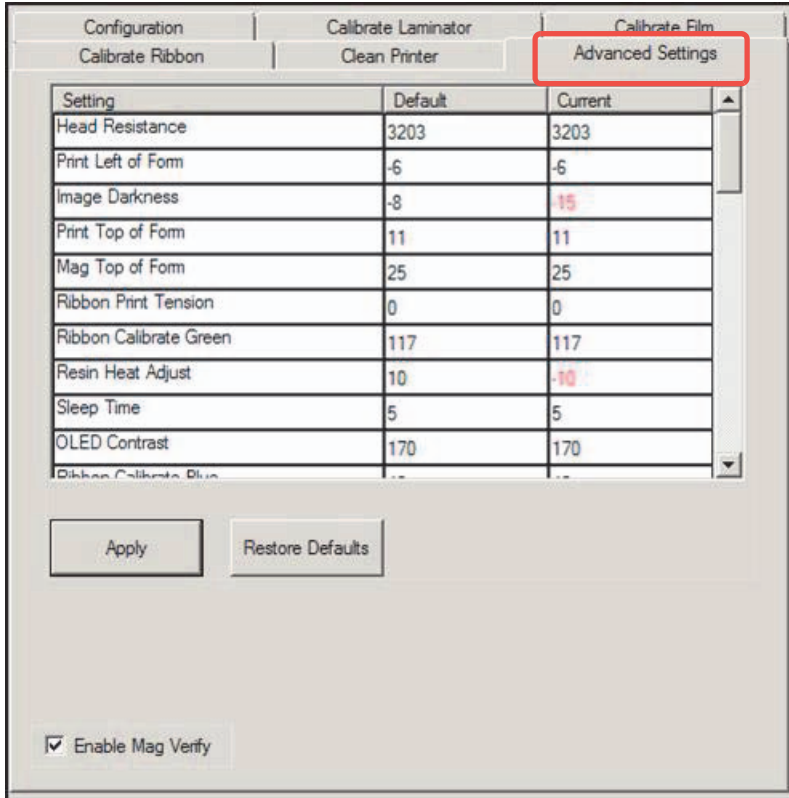 Configuration Calibrate Laminator Calibrate Film
Calibrate Ribbon Clean Printer Advanced Settings
Setting Default Current
Head Resistance 3203 3203
Print Left of Form -6 -6
Image Darkness -8 -15
Print Top of Form 11 11
Mag Top of Form 25 25
Ribbon Print Tension 0 0
Ribbon Calibrate Green 117 117
Resin Heat Adjust 10 -10
Sleep Time 5 5
OLED Contrast 170 170
Ribbon Calibrate Blue
Apply Restore Defaults
Enable Mag Verify